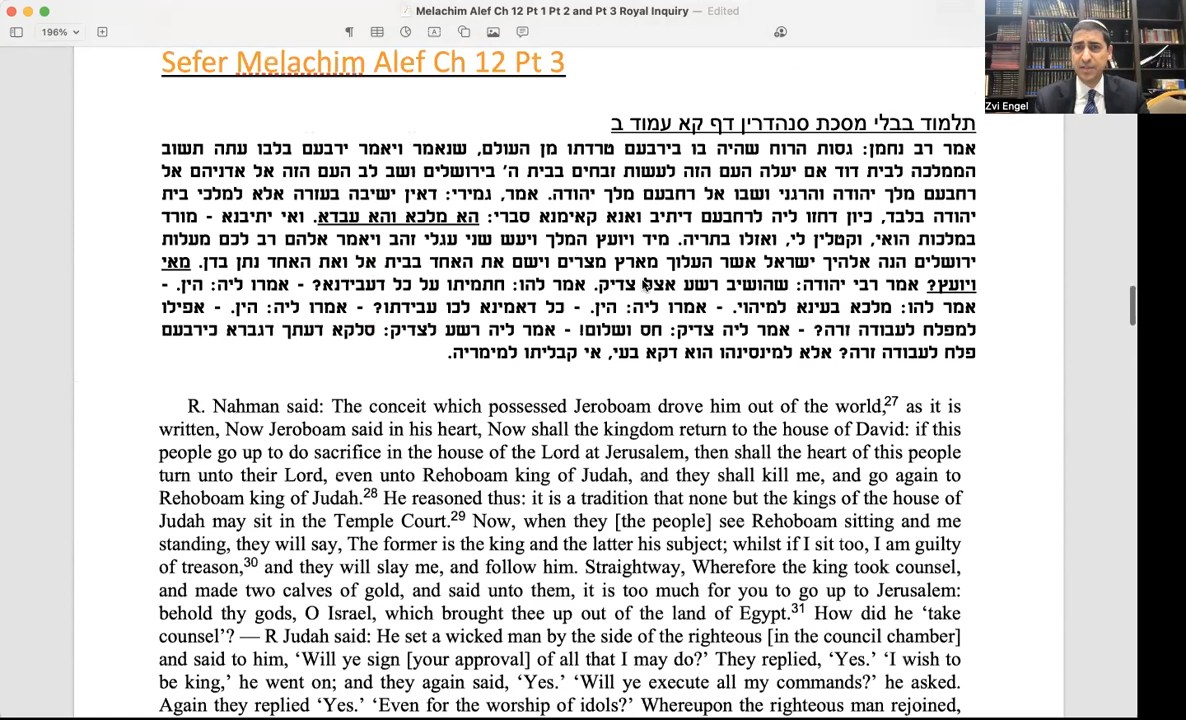 Machachim Alef Ch 12 Pt 1 Pt 2 and Pt 3 Royal Inquiry — Edited
196%
Zvi Engel
Sefer Melachim Alef Ch 12 Pt 3
תלמוד בבלי מסכת סנהדרין דף קא עמוד ב
אמר רב נחמן: גסות הרוח שהיה בו בירבעם טרדתו מן העולם, שנאמר ויאמר ירבעם בלבו עתה תשוב
הממלכה לבית דוד אם יעלה העם הזה לעשות זבחים בבית ה' בירושלים ושב לב העם הזה אל אדניהם אל
רחבעם מלך יהודה והרגני ושבו אל רחבעם מלך יהודה. אמר, גמירי: דאין ישיבה בעזרה אלא למלכי בית
יהודה בלבד, כיון דחזו ליה לרחבעם דיתיב ואנא קאימנא סברי: הא מלכא והא עבדא. ואי יתיבנא - מורד
במלכות הואי, וקטלין לי, ואזלו בתריה. מיד ויועץ המלך ויעש שני עגלי זהב ויאמר אלהם רב לכם מעלות
ירושלים הנה אלהיך ישראל אשר העלוך מארץ מצרים וישם את האחד בבית אל ואת האחד נתן בדן. מאי
ויועץ? אמר רבי יהודה: שהושיב רשע אצל צדיק. אמר להו: חתמיתו על כל דעבידנא? - אמרו ליה: הין. -
אמר להו: מלכא בעינא למיהוי. - אמרו ליה: הין. - כל דאמינא לכו עבידתו? - אמרו ליה: הין. - אפילו
למפלח לעבודה זרה? - אמר ליה צדיק: חס ושלום! - אמר ליה רשע לצדיק: סלקא דעתך דגברא כירבעם
פלח לעבודה זרה? אלא למינסינהו הוא דקא בעי, אי קבליתו למימריה.
R. Nahman said: The conceit which possessed Jeroboam drove him out of the world,27 as it is
written, Now Jeroboam said in his heart, Now shall the kingdom return to the house of David: if this
people go up to do sacrifice in the house of the Lord at Jerusalem, then shall the heart of this people
turn unto their Lord, even unto Rehoboam king of Judah, and they shall kill me, and go again to
Rehoboam king of Judah.28 He reasoned thus: it is a tradition that none but the kings of the house of
Judah may sit in the Temple Court.29 Now, when they [the people] see Rehoboam sitting and me
standing, they will say, The former is the king and the latter his subject; whilst if I sit too, I am guilty
of treason,30 and they will slay me, and follow him. Straightway, Wherefore the king took counsel,
and made two calves of gold, and said unto them, it is too much for you to go up to Jerusalem:
behold thy gods, O Israel, which brought thee up out of the land of Egypt.31 How did he ‘take
counsel’? — R Judah said: He set a wicked man by the side of the righteous [in the council chamber]
and said to him, ‘Will ye sign [your approval] of all that I may do?’ They replied, ‘Yes.’ ‘I wish to
be king,’ he went on; and they again said, ‘Yes.’ ‘Will ye execute all my commands?’ he asked.
Again they replied ‘Yes.’ ‘Even for the worship of idols?’ Whereupon the righteous man rejoined,